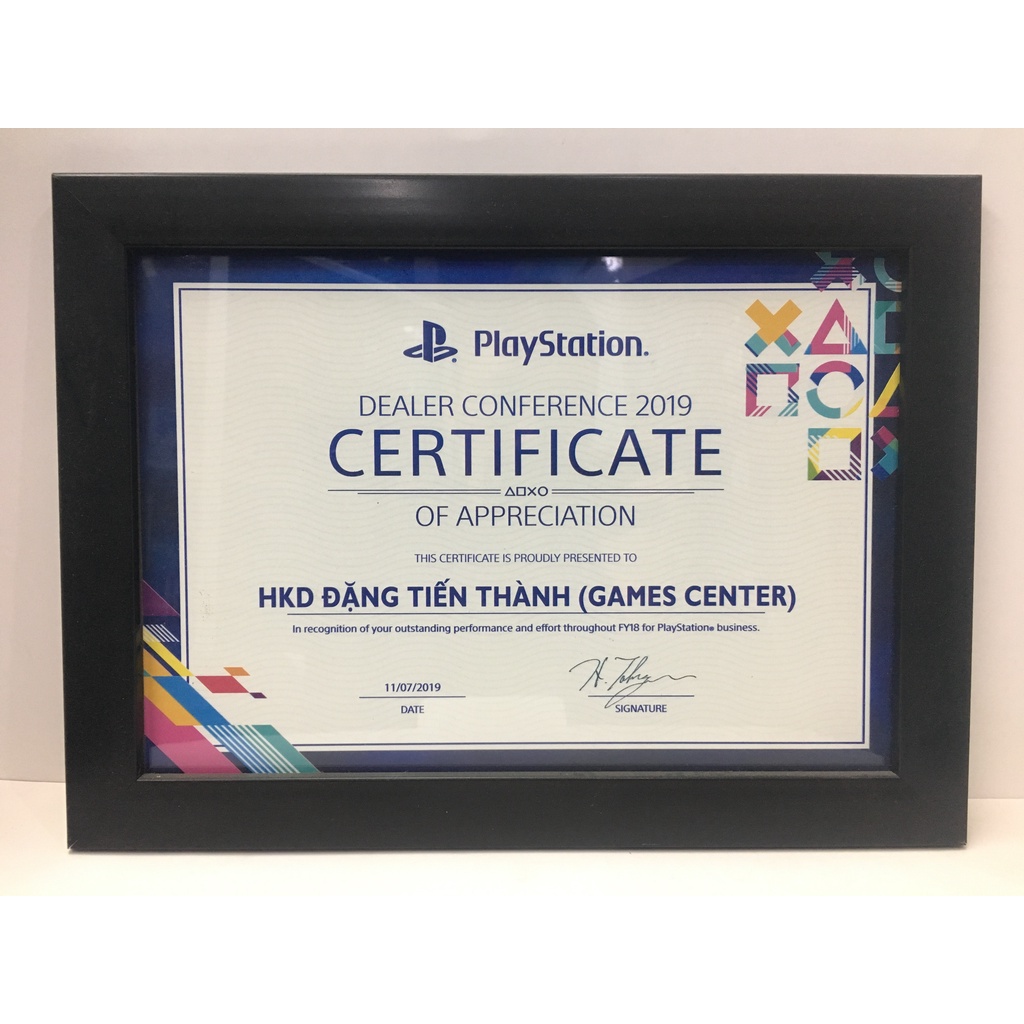 PlayStation.
DEALER CONFERENCE 2019
CERTIFICATE
OF APPRECIATION
THIS CERTIFICATE IS PROUDLY PRESENTED TO
HKD ĐẶNG TIẾN THÀNH (GAMES CENTER)
In recognition of your outstanding performance and effort throughout FY18 for PlayStation® business.
11/07/2019
DATE
SIGNATURE